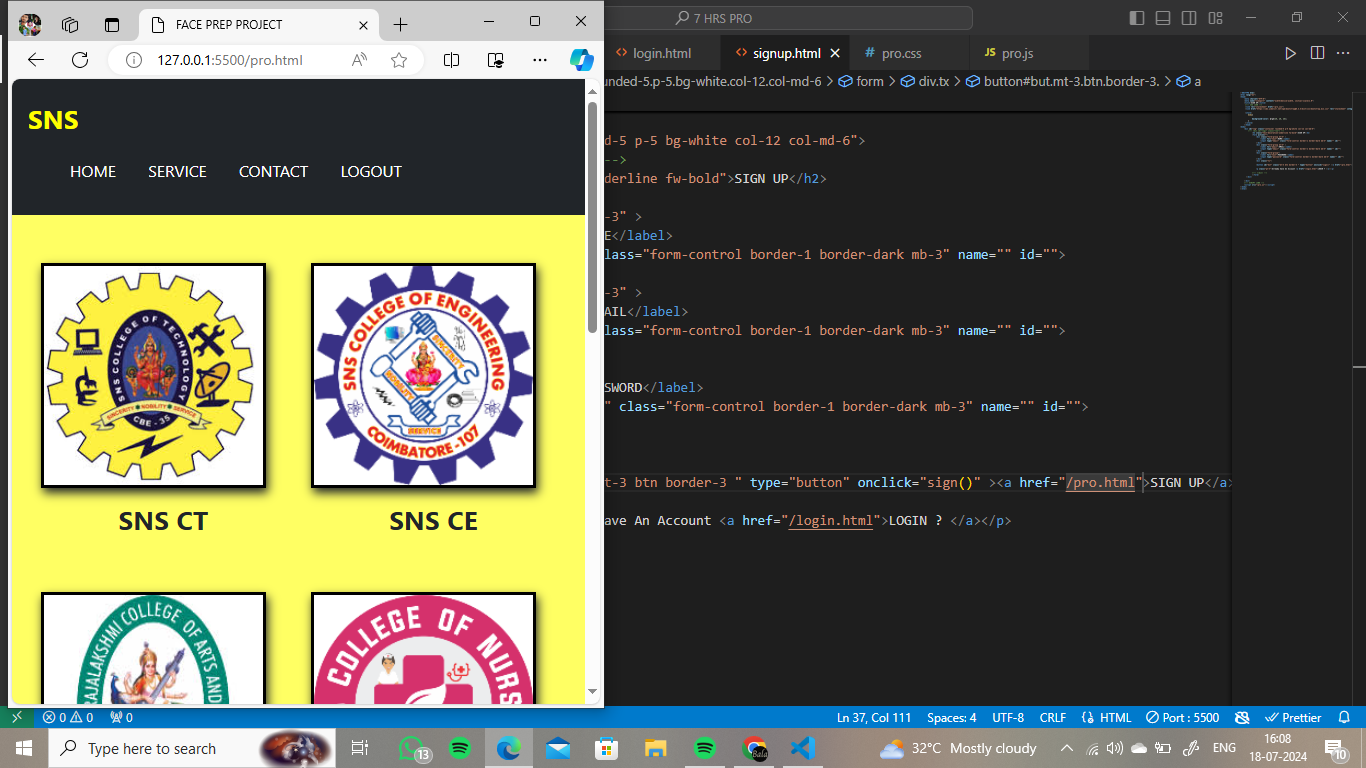 FACE PREP PROJECT
127.0.0.1:5500/pro.html
SNS
HOME SERVICE CONTACT LOGOUT
SNS COLLEGE OF TECHNOLOGY
SINCERITY NOBILITY SERVICE
CBE - 35
SNS CT
SNS COLLEGE OF ENGINEERING
SINCERITY
NOBILITY
SERVICE
COIMBATORE -107
SNS CE
RAJALAKSHMI COLLEGE OF ARTS AND
COLLEGE OF NURS
7 HRS PRO
login.html signup.html pro.css JS pro.js
unded-5.p-5.bg-white.col-12.col-md-6 > form > div.tx > button#but.mt-3.btn.border-3. > a
d-5 p-5 bg-white col-12 col-md-6">
-->
derline fw-bold">SIGN UP</h2>
-3" >
E</label>
lass="form-control border-1 border-dark mb-3" name="" id="">
-3" >
AIL</label>
lass="form-control border-1 border-dark mb-3" name="" id="">
SWORD</label>
" class="form-control border-1 border-dark mb-3" name="" id="">
t-3 btn border-3 " type="button" onclick="sign()" ><a href="/pro.html">SIGN UP</a>
ave An Account <a href="/login.html">LOGIN ? </a></p>
0 0 0 Ln 37, Col 111 Spaces: 4 UTF-8 CRLF HTML Port : 5500 Prettier
Type here to search 13 Bala 32°C Mostly cloudy ENG 16:08
18-07-2024 10